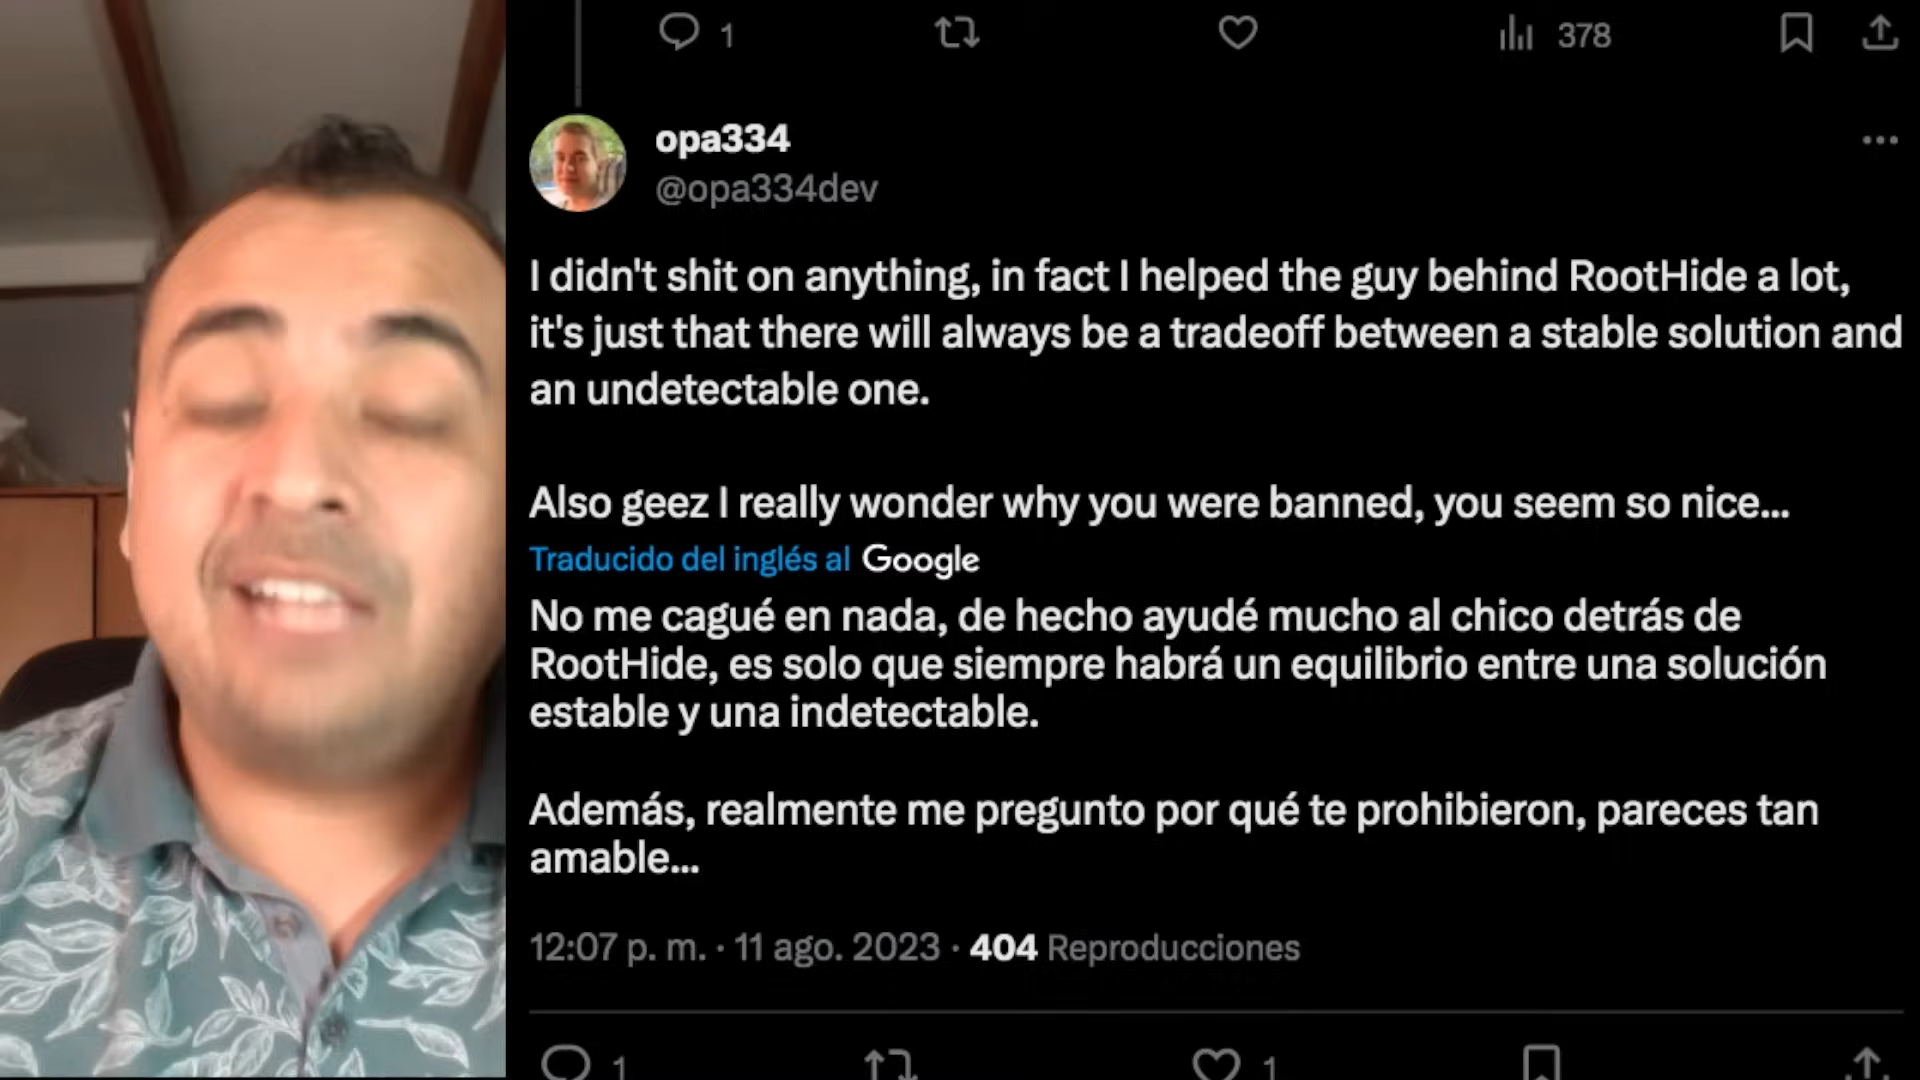 1
378
opa334
@opa334dev
I didn't shit on anything, in fact I helped the guy behind RootHide a lot,
it's just that there will always be a tradeoff between a stable solution and
an undetectable one.
Also geez I really wonder why you were banned, you seem so nice...
Traducido del inglés al Google
No me cagué en nada, de hecho ayudé mucho al chico detrás de
RootHide, es solo que siempre habrá un equilibrio entre una solución
estable y una indetectable.
Además, realmente me pregunto por qué te prohibieron, pareces tan
amable...
12:07 p. m. · 11 ago. 2023 · 404 Reproducciones
1
1